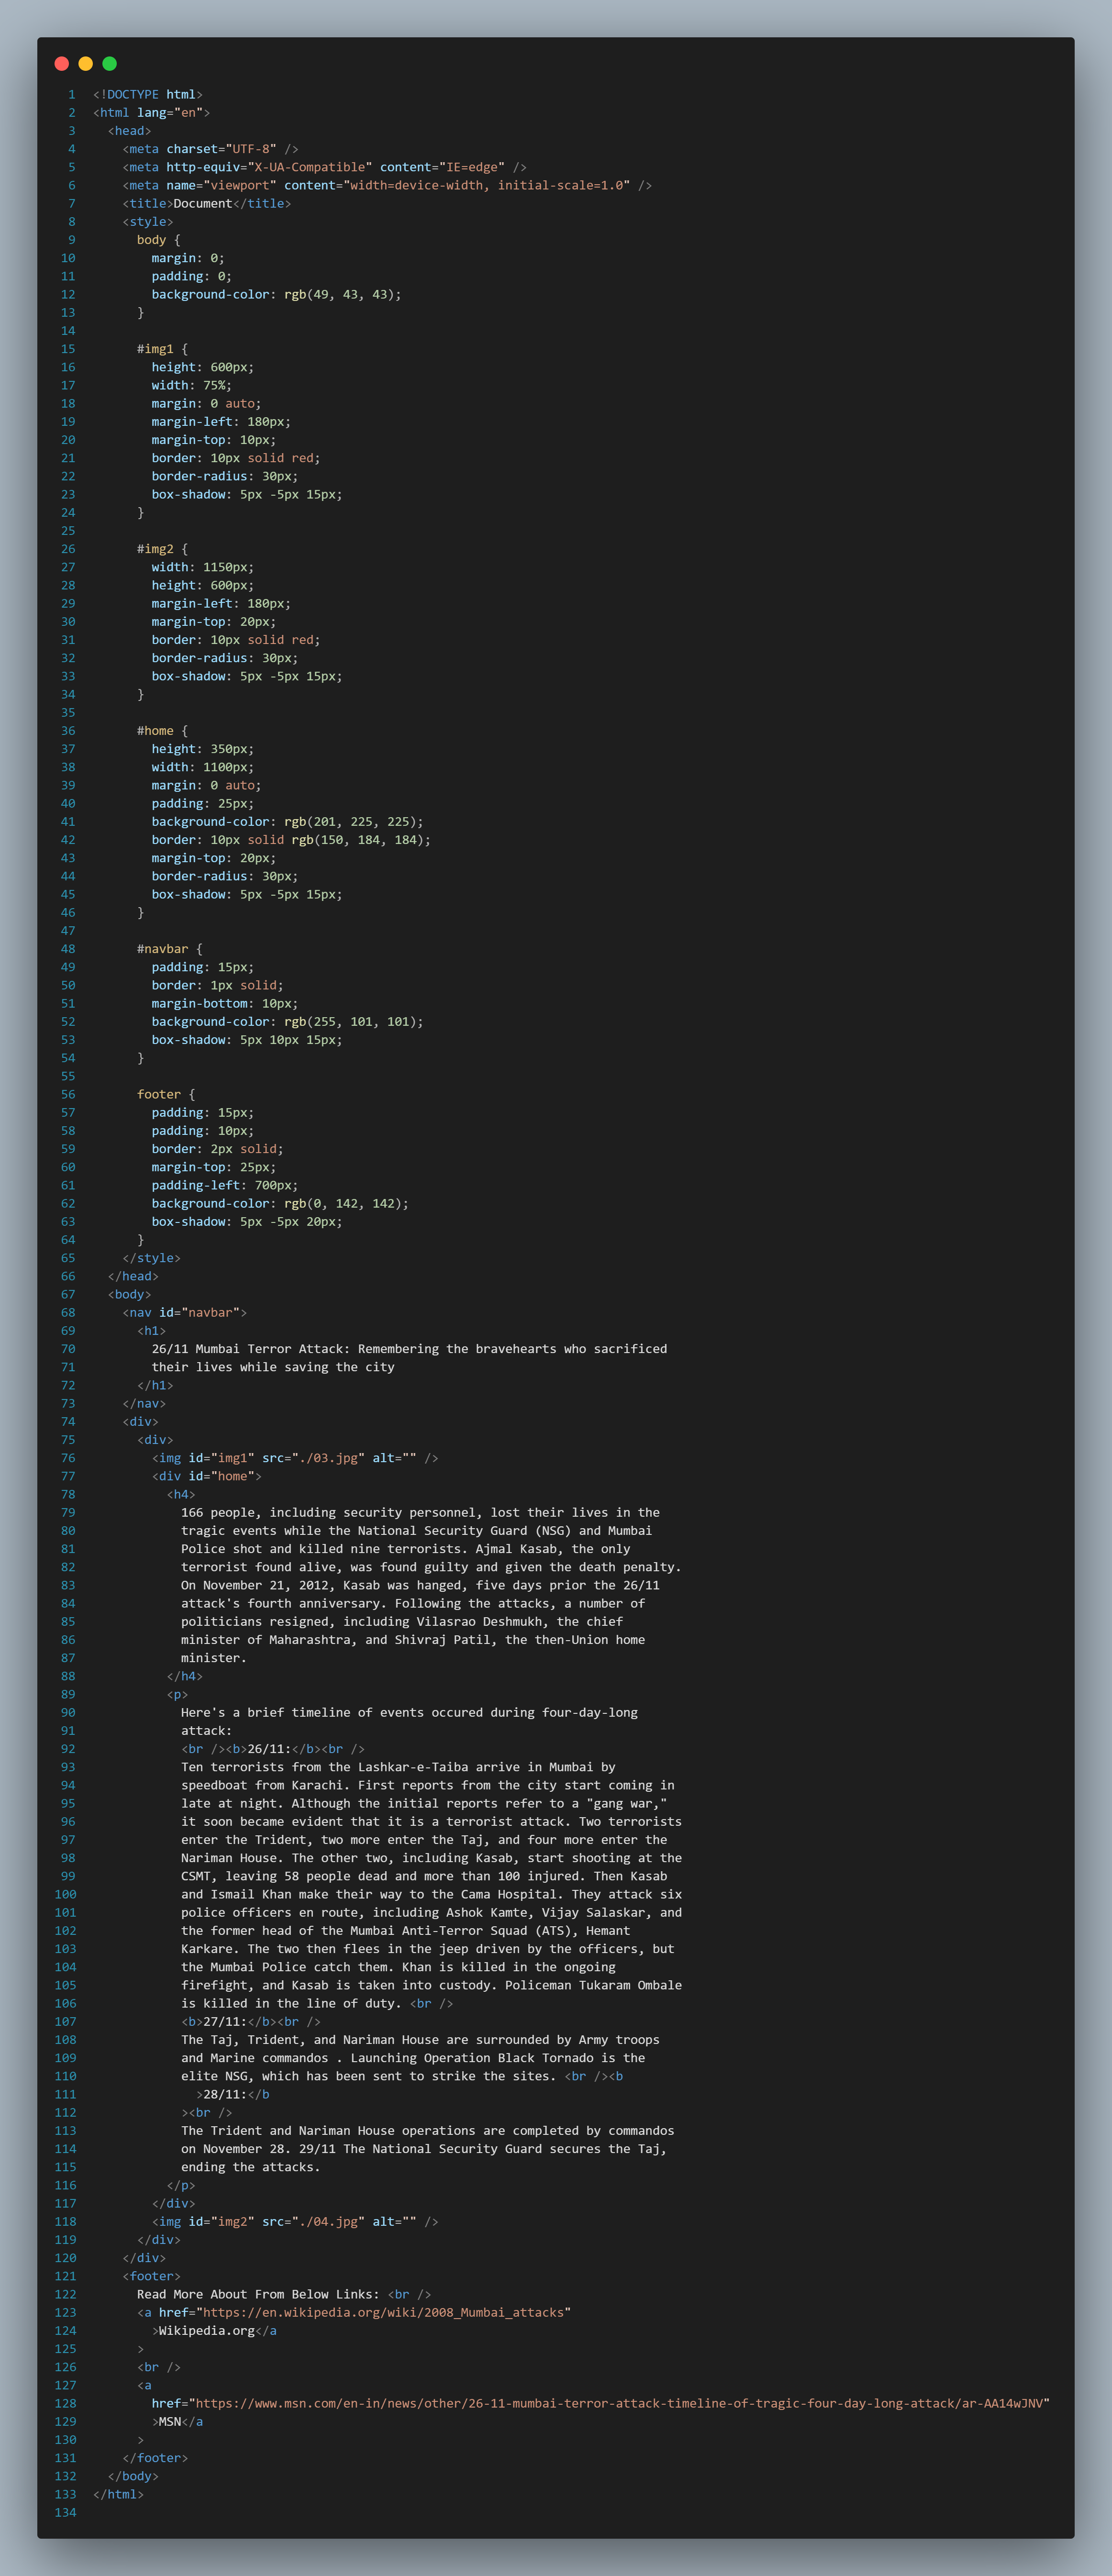 1 <!DOCTYPE html>
2 <html lang="en">
3   <head>
4     <meta charset="UTF-8" />
5     <meta http-equiv="X-UA-Compatible" content="IE=edge" />
6     <meta name="viewport" content="width=device-width, initial-scale=1.0" />
7     <title>Document</title>
8     <style>
9       body {
10         margin: 0;
11         padding: 0;
12         background-color: rgb(49, 43, 43);
13       }
14
15       #img1 {
16         height: 600px;
17         width: 75%;
18         margin: 0 auto;
19         margin-left: 180px;
20         margin-top: 10px;
21         border: 10px solid red;
22         border-radius: 30px;
23         box-shadow: 5px -5px 15px;
24       }
25
26       #img2 {
27         width: 1150px;
28         height: 600px;
29         margin-left: 180px;
30         margin-top: 20px;
31         border: 10px solid red;
32         border-radius: 30px;
33         box-shadow: 5px -5px 15px;
34       }
35
36       #home {
37         height: 350px;
38         width: 1100px;
39         margin: 0 auto;
40         padding: 25px;
41         background-color: rgb(201, 225, 225);
42         border: 10px solid rgb(150, 184, 184);
43         margin-top: 20px;
44         border-radius: 30px;
45         box-shadow: 5px -5px 15px;
46       }
47
48       #navbar {
49         padding: 15px;
50         border: 1px solid;
51         margin-bottom: 10px;
52         background-color: rgb(255, 101, 101);
53         box-shadow: 5px 10px 15px;
54       }
55
56       footer {
57         padding: 15px;
58         padding: 10px;
59         border: 2px solid;
60         margin-top: 25px;
61         padding-left: 700px;
62         background-color: rgb(0, 142, 142);
63         box-shadow: 5px -5px 20px;
64       }
65     </style>
66   </head>
67   <body>
68     <nav id="navbar">
69       <h1>
70         26/11 Mumbai Terror Attack: Remembering the bravehearts who sacrificed
71         their lives while saving the city
72       </h1>
73     </nav>
74     <div>
75       <div>
76         <img id="img1" src="./03.jpg" alt="" />
77         <div id="home">
78           <h4>
79             166 people, including security personnel, lost their lives in the
80             tragic events while the National Security Guard (NSG) and Mumbai
81             Police shot and killed nine terrorists. Ajmal Kasab, the only
82             terrorist found alive, was found guilty and given the death penalty.
83             On November 21, 2012, Kasab was hanged, five days prior the 26/11
84             attack's fourth anniversary. Following the attacks, a number of
85             politicians resigned, including Vilasrao Deshmukh, the chief
86             minister of Maharashtra, and Shivraj Patil, the then-Union home
87             minister.
88           </h4>
89           <p>
90             Here's a brief timeline of events occured during four-day-long
91             attack:
92             <br /><b>26/11:</b><br />
93             Ten terrorists from the Lashkar-e-Taiba arrive in Mumbai by
94             speedboat from Karachi. First reports from the city start coming in
95             late at night. Although the initial reports refer to a "gang war,"
96             it soon became evident that it is a terrorist attack. Two terrorists
97             enter the Trident, two more enter the Taj, and four more enter the
98             Nariman House. The other two, including Kasab, start shooting at the
99             CSMT, leaving 58 people dead and more than 100 injured. Then Kasab
100             and Ismail Khan make their way to the Cama Hospital. They attack six
101             police officers en route, including Ashok Kamte, Vijay Salaskar, and
102             the former head of the Mumbai Anti-Terror Squad (ATS), Hemant
103             Karkare. The two then flees in the jeep driven by the officers, but
104             the Mumbai Police catch them. Khan is killed in the ongoing
105             firefight, and Kasab is taken into custody. Policeman Tukaram Ombale
106             is killed in the line of duty. <br />
107             <b>27/11:</b><br />
108             The Taj, Trident, and Nariman House are surrounded by Army troops
109             and Marine commandos . Launching Operation Black Tornado is the
110             elite NSG, which has been sent to strike the sites. <br /><b
111               >28/11:</b
112             ><br />
113             The Trident and Nariman House operations are completed by commandos
114             on November 28. 29/11 The National Security Guard secures the Taj,
115             ending the attacks.
116           </p>
117         </div>
118         <img id="img2" src="./04.jpg" alt="" />
119       </div>
120     </div>
121     <footer>
122       Read More About From Below Links: <br />
123       <a href="https://en.wikipedia.org/wiki/2008_Mumbai_attacks"
124         >Wikipedia.org</a
125       >
126       <br />
127       <a
128         href="https://www.msn.com/en-in/news/other/26-11-mumbai-terror-attack-timeline-of-tragic-four-day-long-attack/ar-AA14wJNV"
129         >MSN</a
130       >
131     </footer>
132   </body>
133 </html>
134